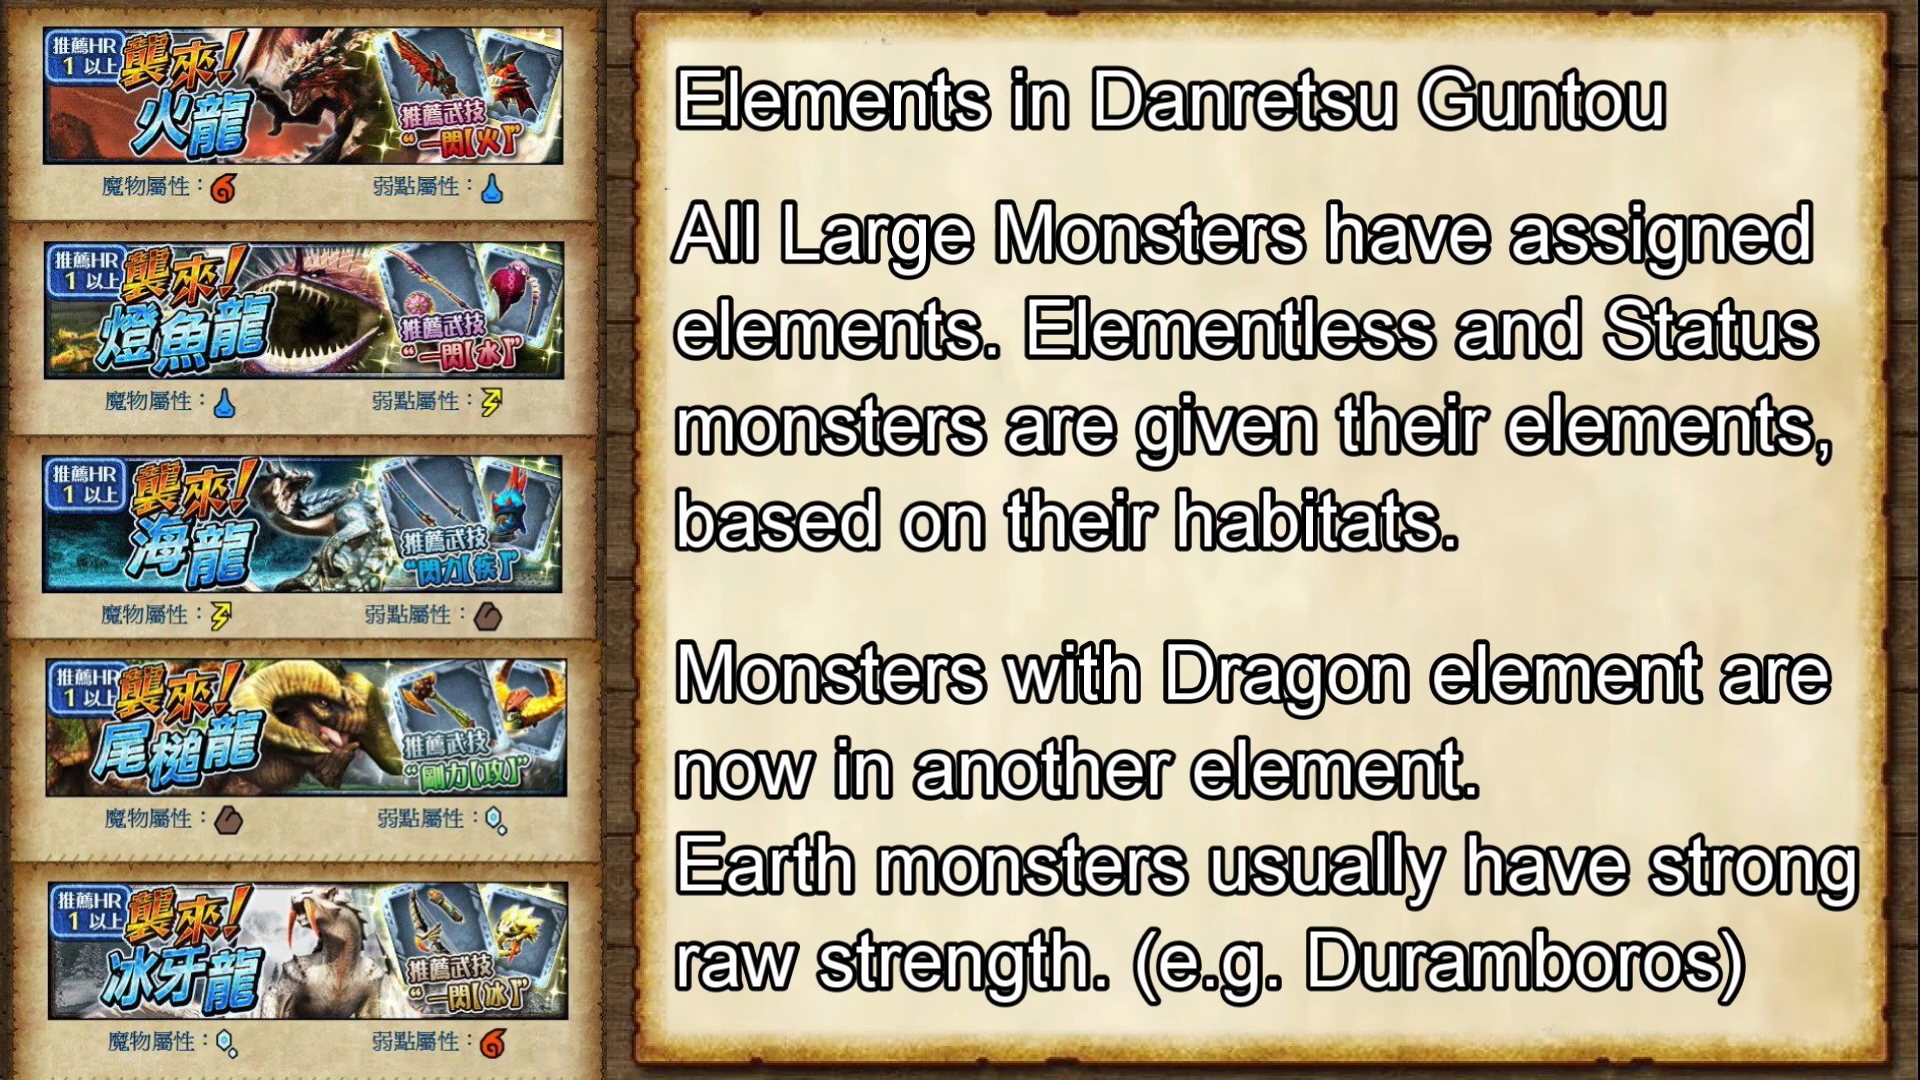 推薦HR
1 以上
襲來!
火龍
推薦武技
“一閃【火】”
魔物屬性：
弱點屬性：
推薦HR
1 以上
襲來!
燈魚龍
推薦武技
“一閃【水】”
魔物屬性：
弱點屬性：
推薦HR
1 以上
襲來!
海龍
推薦武技
“閃力【疾】”
魔物屬性：
弱點屬性：
推薦HR
1 以上
襲來!
尾槌龍
推薦武技
“剛力【攻】”
魔物屬性：
弱點屬性：
推薦HR
1 以上
襲來!
冰牙龍
推薦武技
“一閃【冰】”
魔物屬性：
弱點屬性：
Elements in Danretsu Guntou
All Large Monsters have assigned
elements. Elementless and Status
monsters are given their elements,
based on their habitats.
Monsters with Dragon element are
now in another element.
Earth monsters usually have strong
raw strength. (e.g. Duramboros)